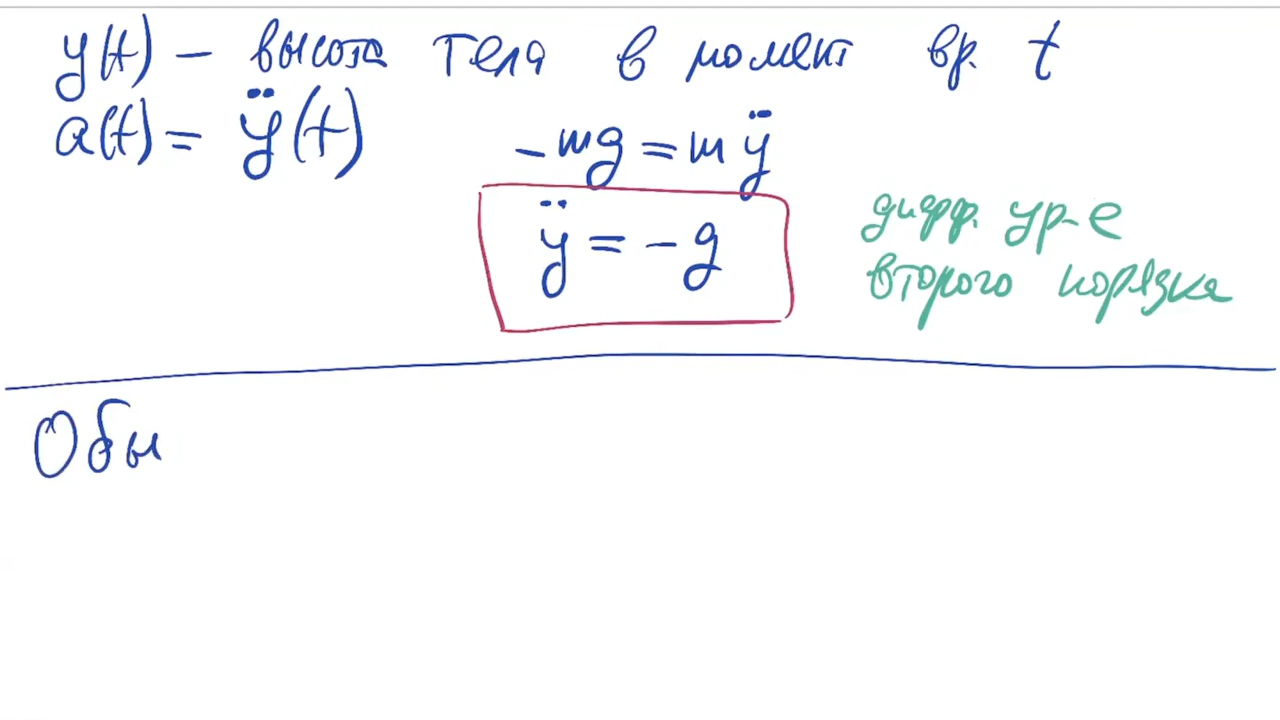 y(t) – высота тела в момент вр. t
a(t) = ÿ(t)
-mg = mÿ
ÿ = -g
дифф. ур-е
второго порядка
Обы